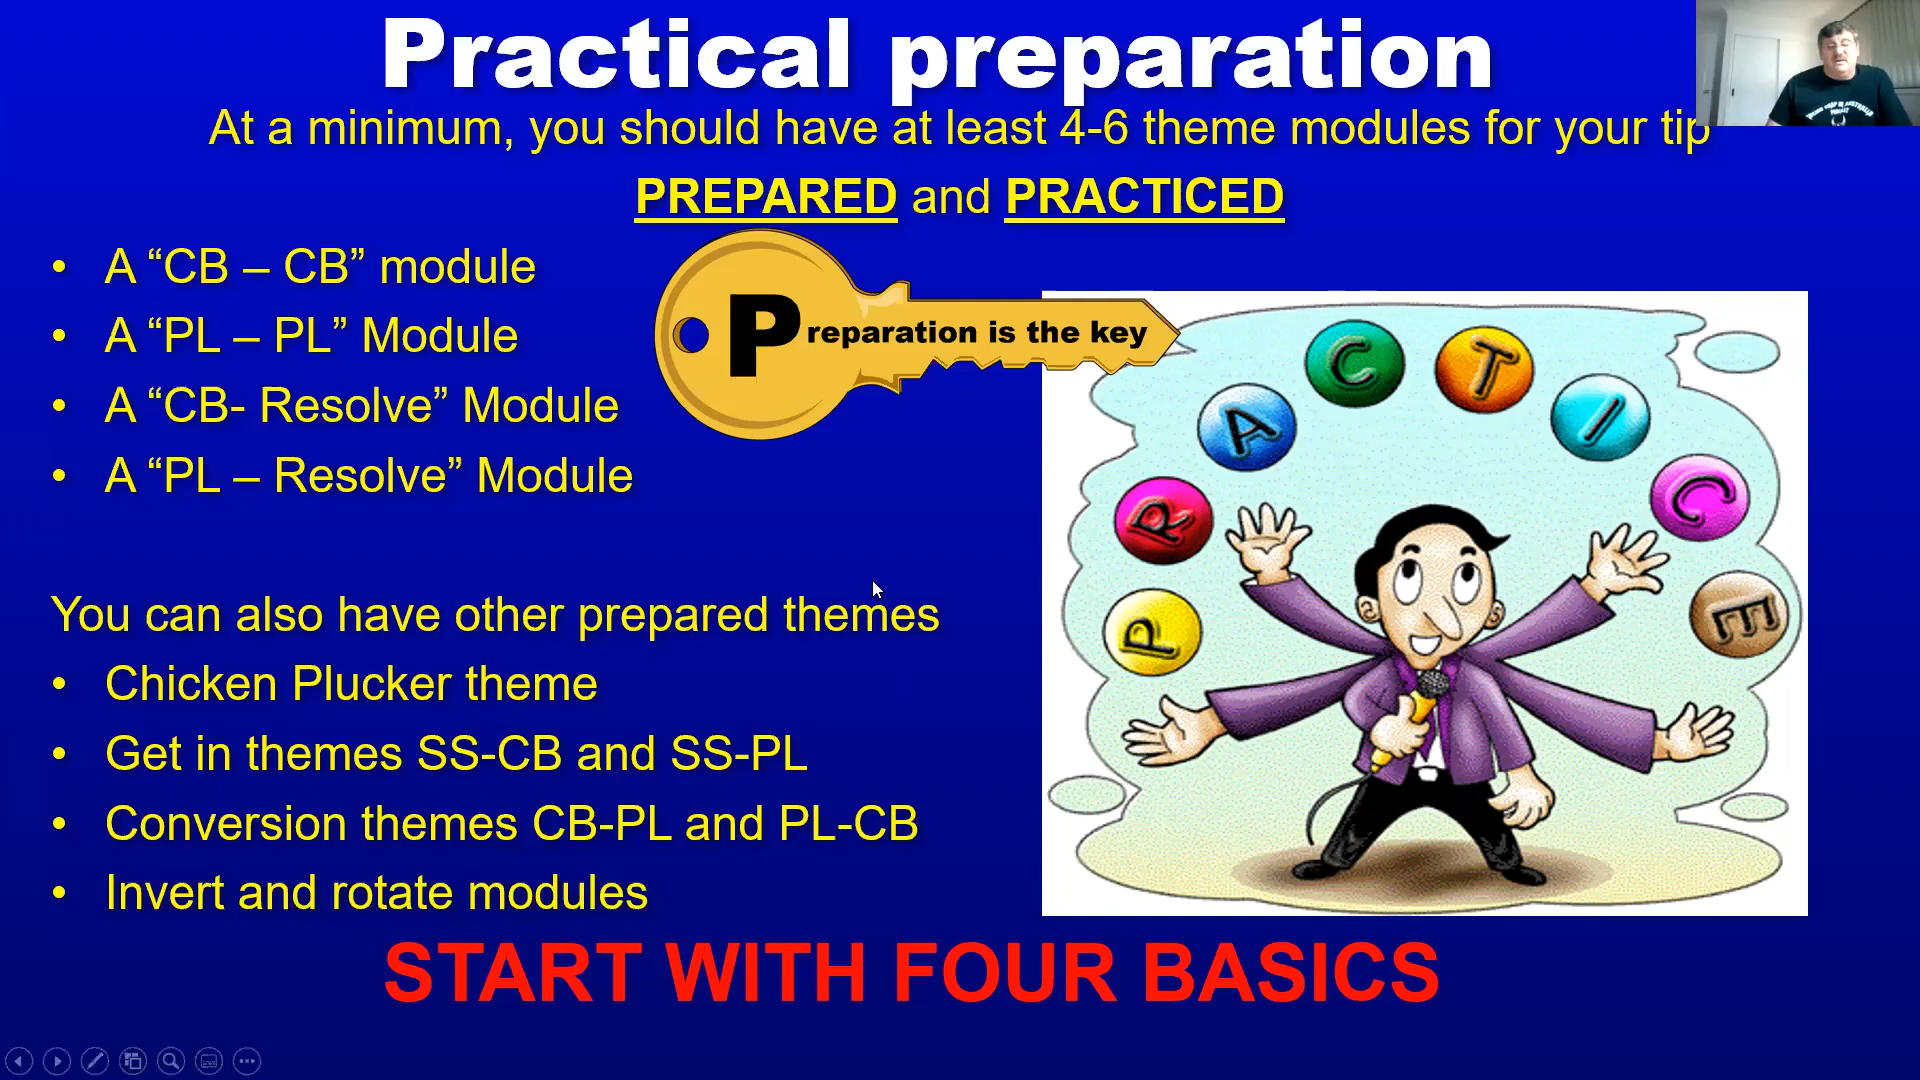 Practical preparation
At a minimum, you should have at least 4-6 theme modules for your tip
PREPARED and PRACTICED
• A “CB – CB” module
• A “PL – PL” Module
• A “CB- Resolve” Module
• A “PL – Resolve” Module
Preparation is the key
PRACTICE
You can also have other prepared themes
• Chicken Plucker theme
• Get in themes SS-CB and SS-PL
• Conversion themes CB-PL and PL-CB
• Invert and rotate modules
START WITH FOUR BASICS